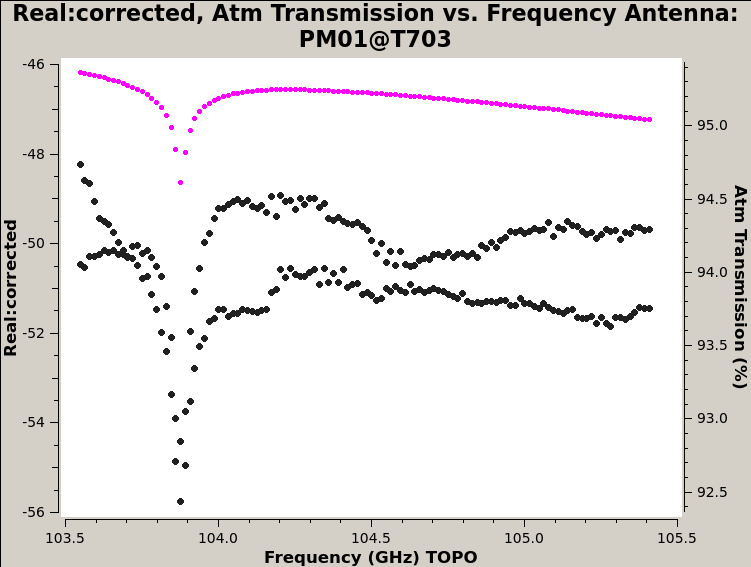 Real:corrected, Atm Transmission vs. Frequency Antenna:
PM01@T703
-46
-48
-50
-52
-54
-56
Real:corrected
95.0
94.5
94.0
93.5
93.0
92.5
Atm Transmission (%)
103.5 104.0 104.5 105.0 105.5
Frequency (GHz) TOPO